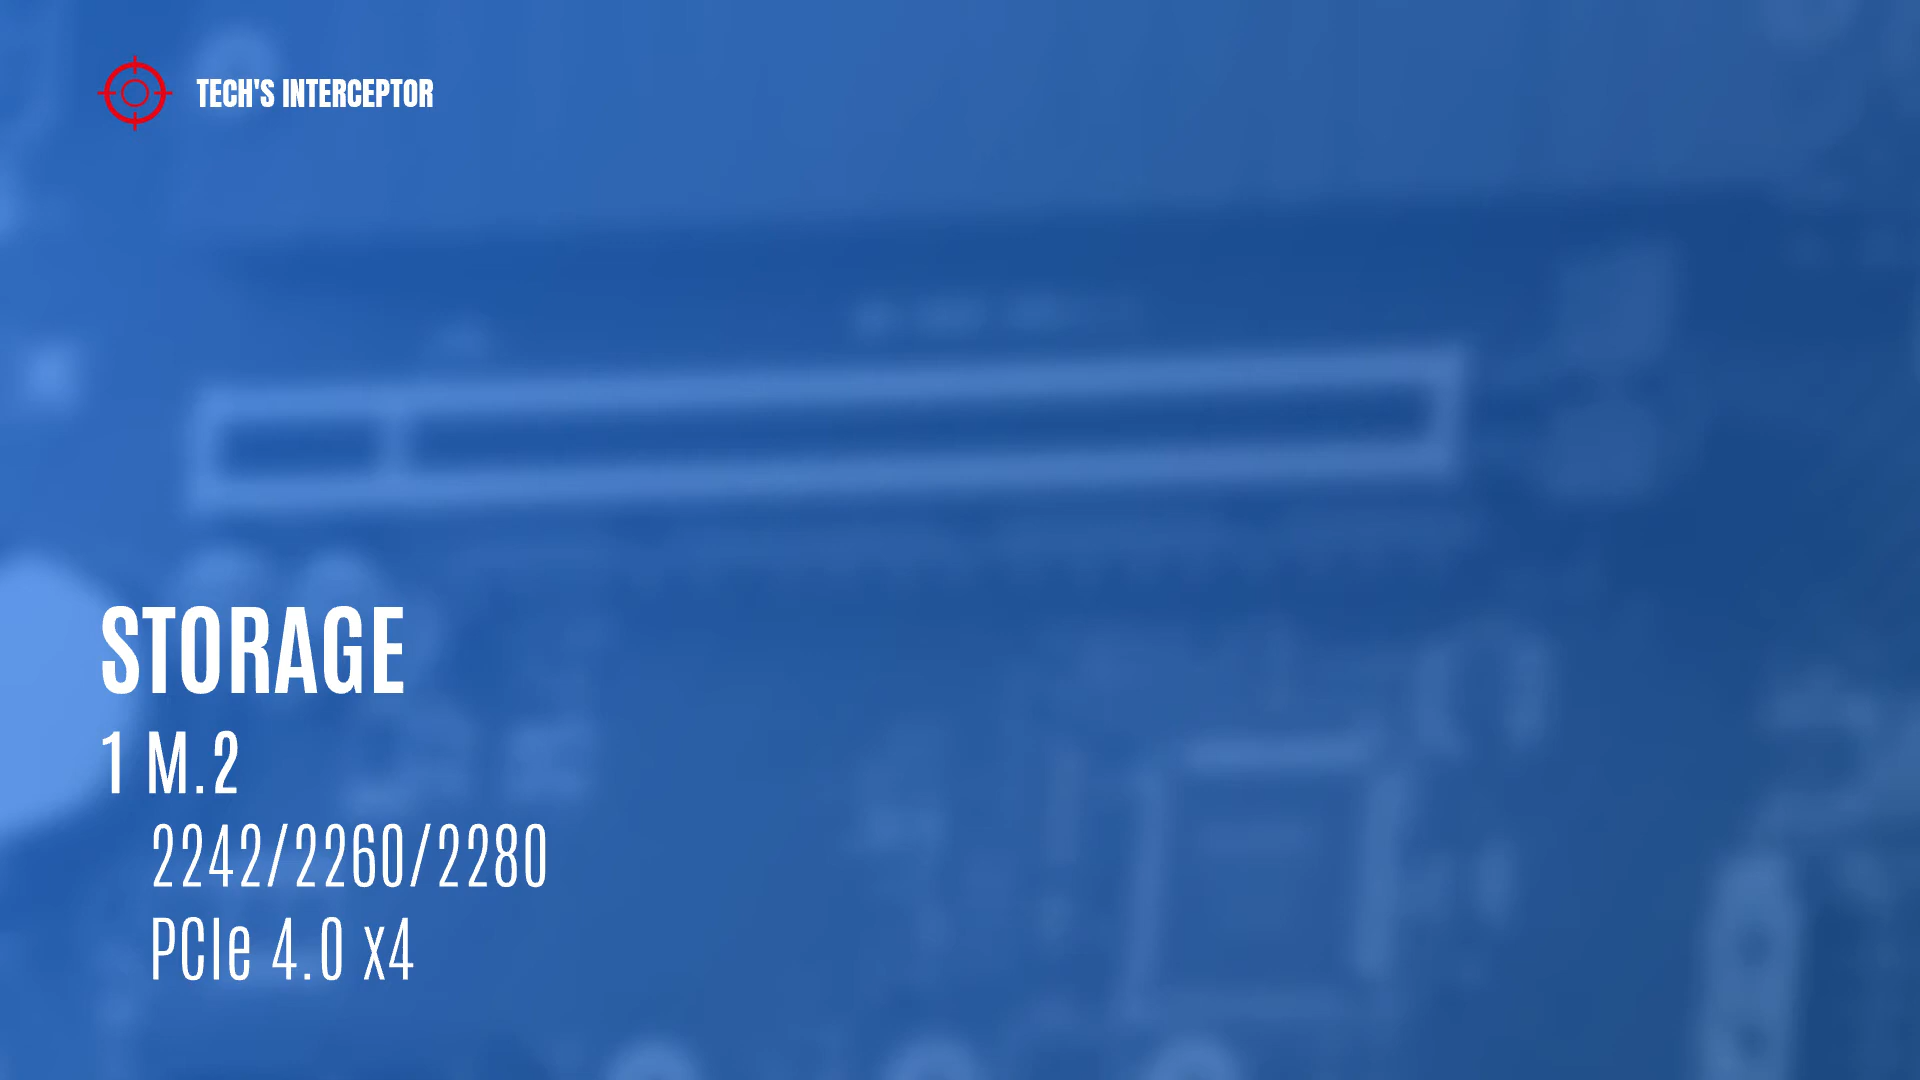 TECH'S INTERCEPTOR
STORAGE
1 M.2
2242/2260/2280
PCIe 4.0 x4